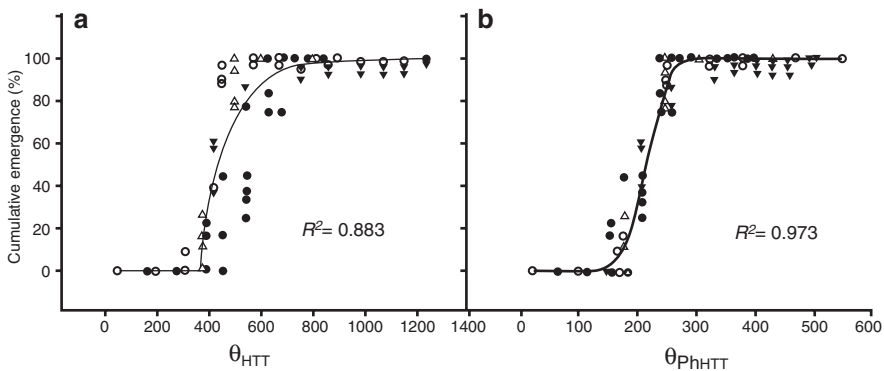 a
b
Cumulative emergence (%)
100
80
60
40
20
0
R²= 0.883
R²= 0.973
0 200 400 600 800 1000 1200 1400
0 100 200 300 400 500 600
θHTT
θPhHTT